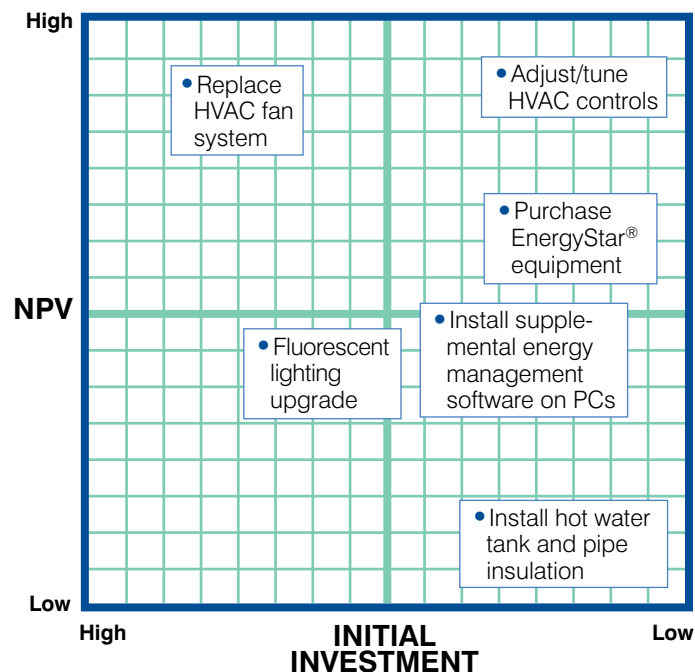 High
• Replace
HVAC fan
system
• Adjust/tune
HVAC controls
• Purchase
EnergyStar®
equipment
NPV
• Fluorescent
lighting
upgrade
• Install supple-
mental energy
management
software on PCs
• Install hot water
tank and pipe
insulation
Low
High
INITIAL
INVESTMENT
Low